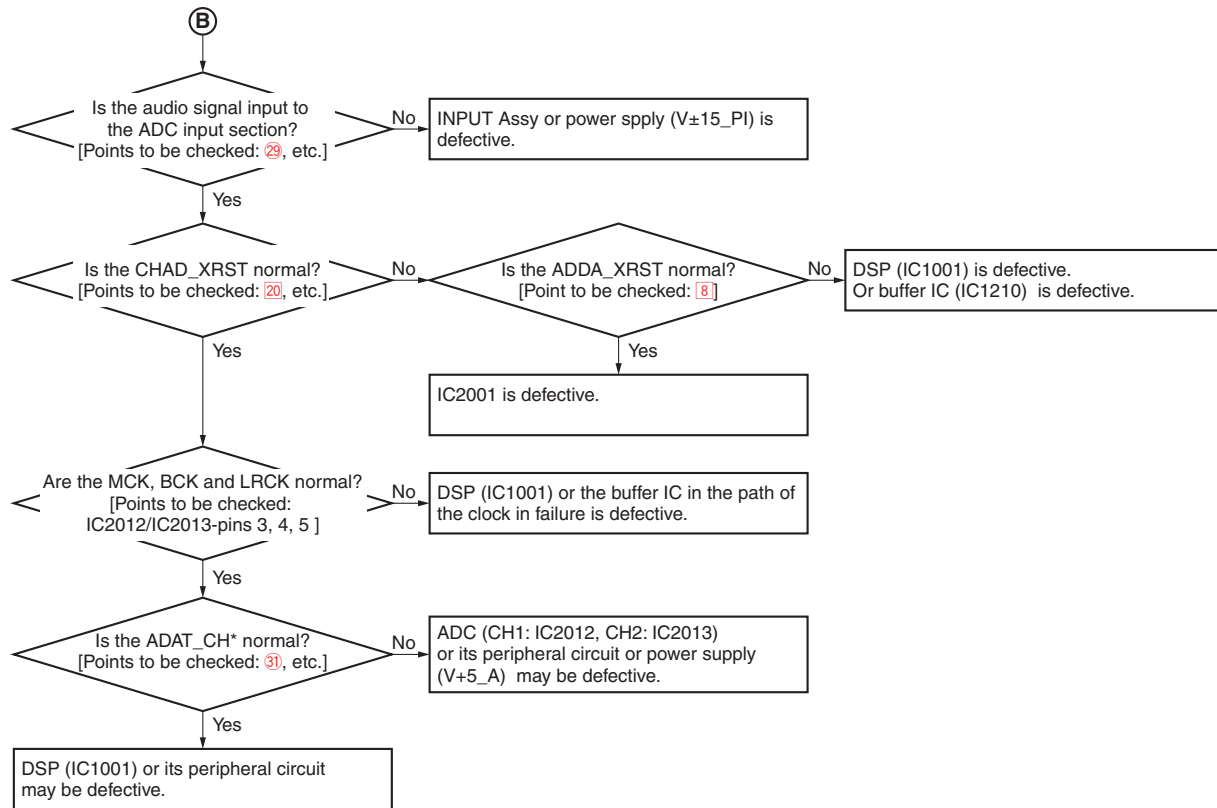 B
Is the audio signal input to
the ADC input section?
[Points to be checked: ㉙, etc.]
No
INPUT Assy or power spply (V±15_PI) is
defective.
Yes
Is the CHAD_XRST normal?
[Points to be checked: 20, etc.]
No
Is the ADDA_XRST normal?
[Point to be checked: 8]
No
DSP (IC1001) is defective.
Or buffer IC (IC1210) is defective.
Yes
Yes
IC2001 is defective.
Are the MCK, BCK and LRCK normal?
[Points to be checked:
IC2012/IC2013-pins 3, 4, 5 ]
No
DSP (IC1001) or the buffer IC in the path of
the clock in failure is defective.
Yes
Is the ADAT_CH* normal?
[Points to be checked: ㉛, etc.]
No
ADC (CH1: IC2012, CH2: IC2013)
or its peripheral circuit or power supply
(V+5_A) may be defective.
Yes
DSP (IC1001) or its peripheral circuit
may be defective.